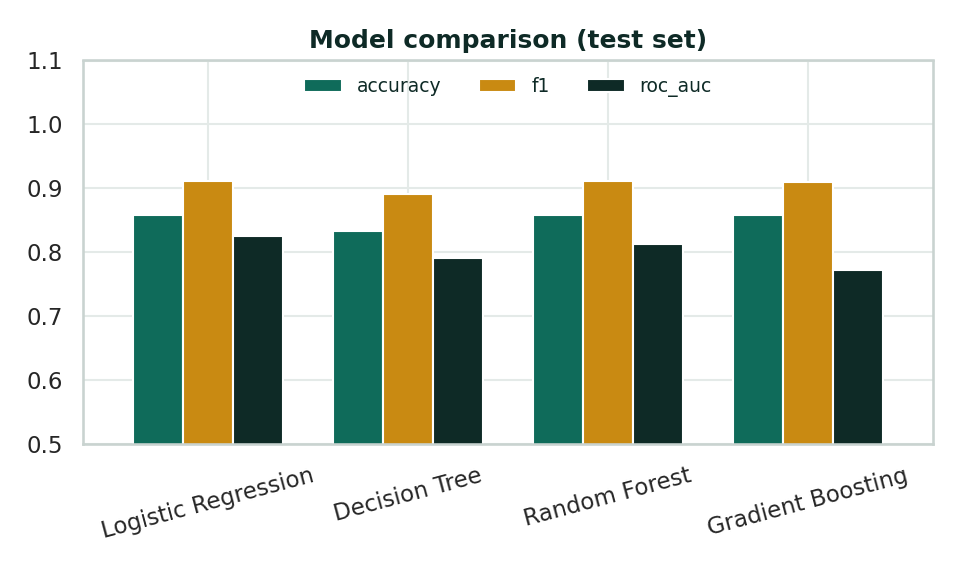 Model comparison (test set)
accuracy f1 roc_auc
1.1
1.0
0.9
0.8
0.7
0.6
0.5
Logistic Regression
Decision Tree
Random Forest
Gradient Boosting